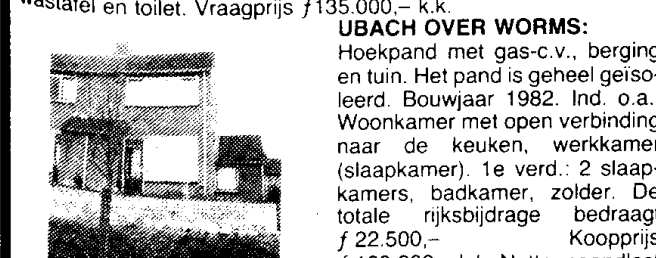 wastafel en toilet. Vraagprijs ƒ135.000,– k.k.
UBACH OVER WORMS:
Hoekpand met gas-c.v., berging
en tuin. Het pand is geheel geïso-
leerd. Bouwjaar 1982. Ind. o.a.
Woonkamer met open verbinding
naar de keuken, werkkamer
(slaapkamer). 1e verd.: 2 slaap-
kamers, badkamer, zolder. De
totale rijksbijdrage bedraagt
ƒ 22.500,– Koopprijs